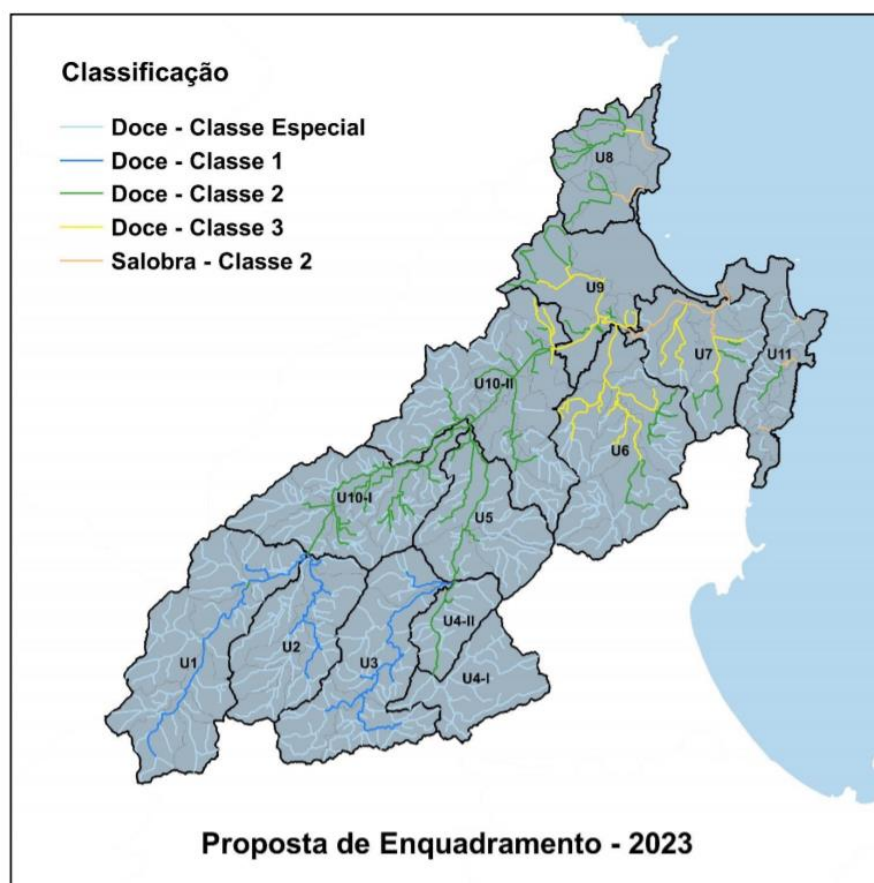 Classificação
Doce - Classe Especial
Doce - Classe 1
Doce - Classe 2
Doce - Classe 3
Salobra - Classe 2
U8
U9
U7
U11
U10-II
U6
U10-I
U5
U4-II
U2
U1
U3
U4-I
Proposta de Enquadramento - 2023